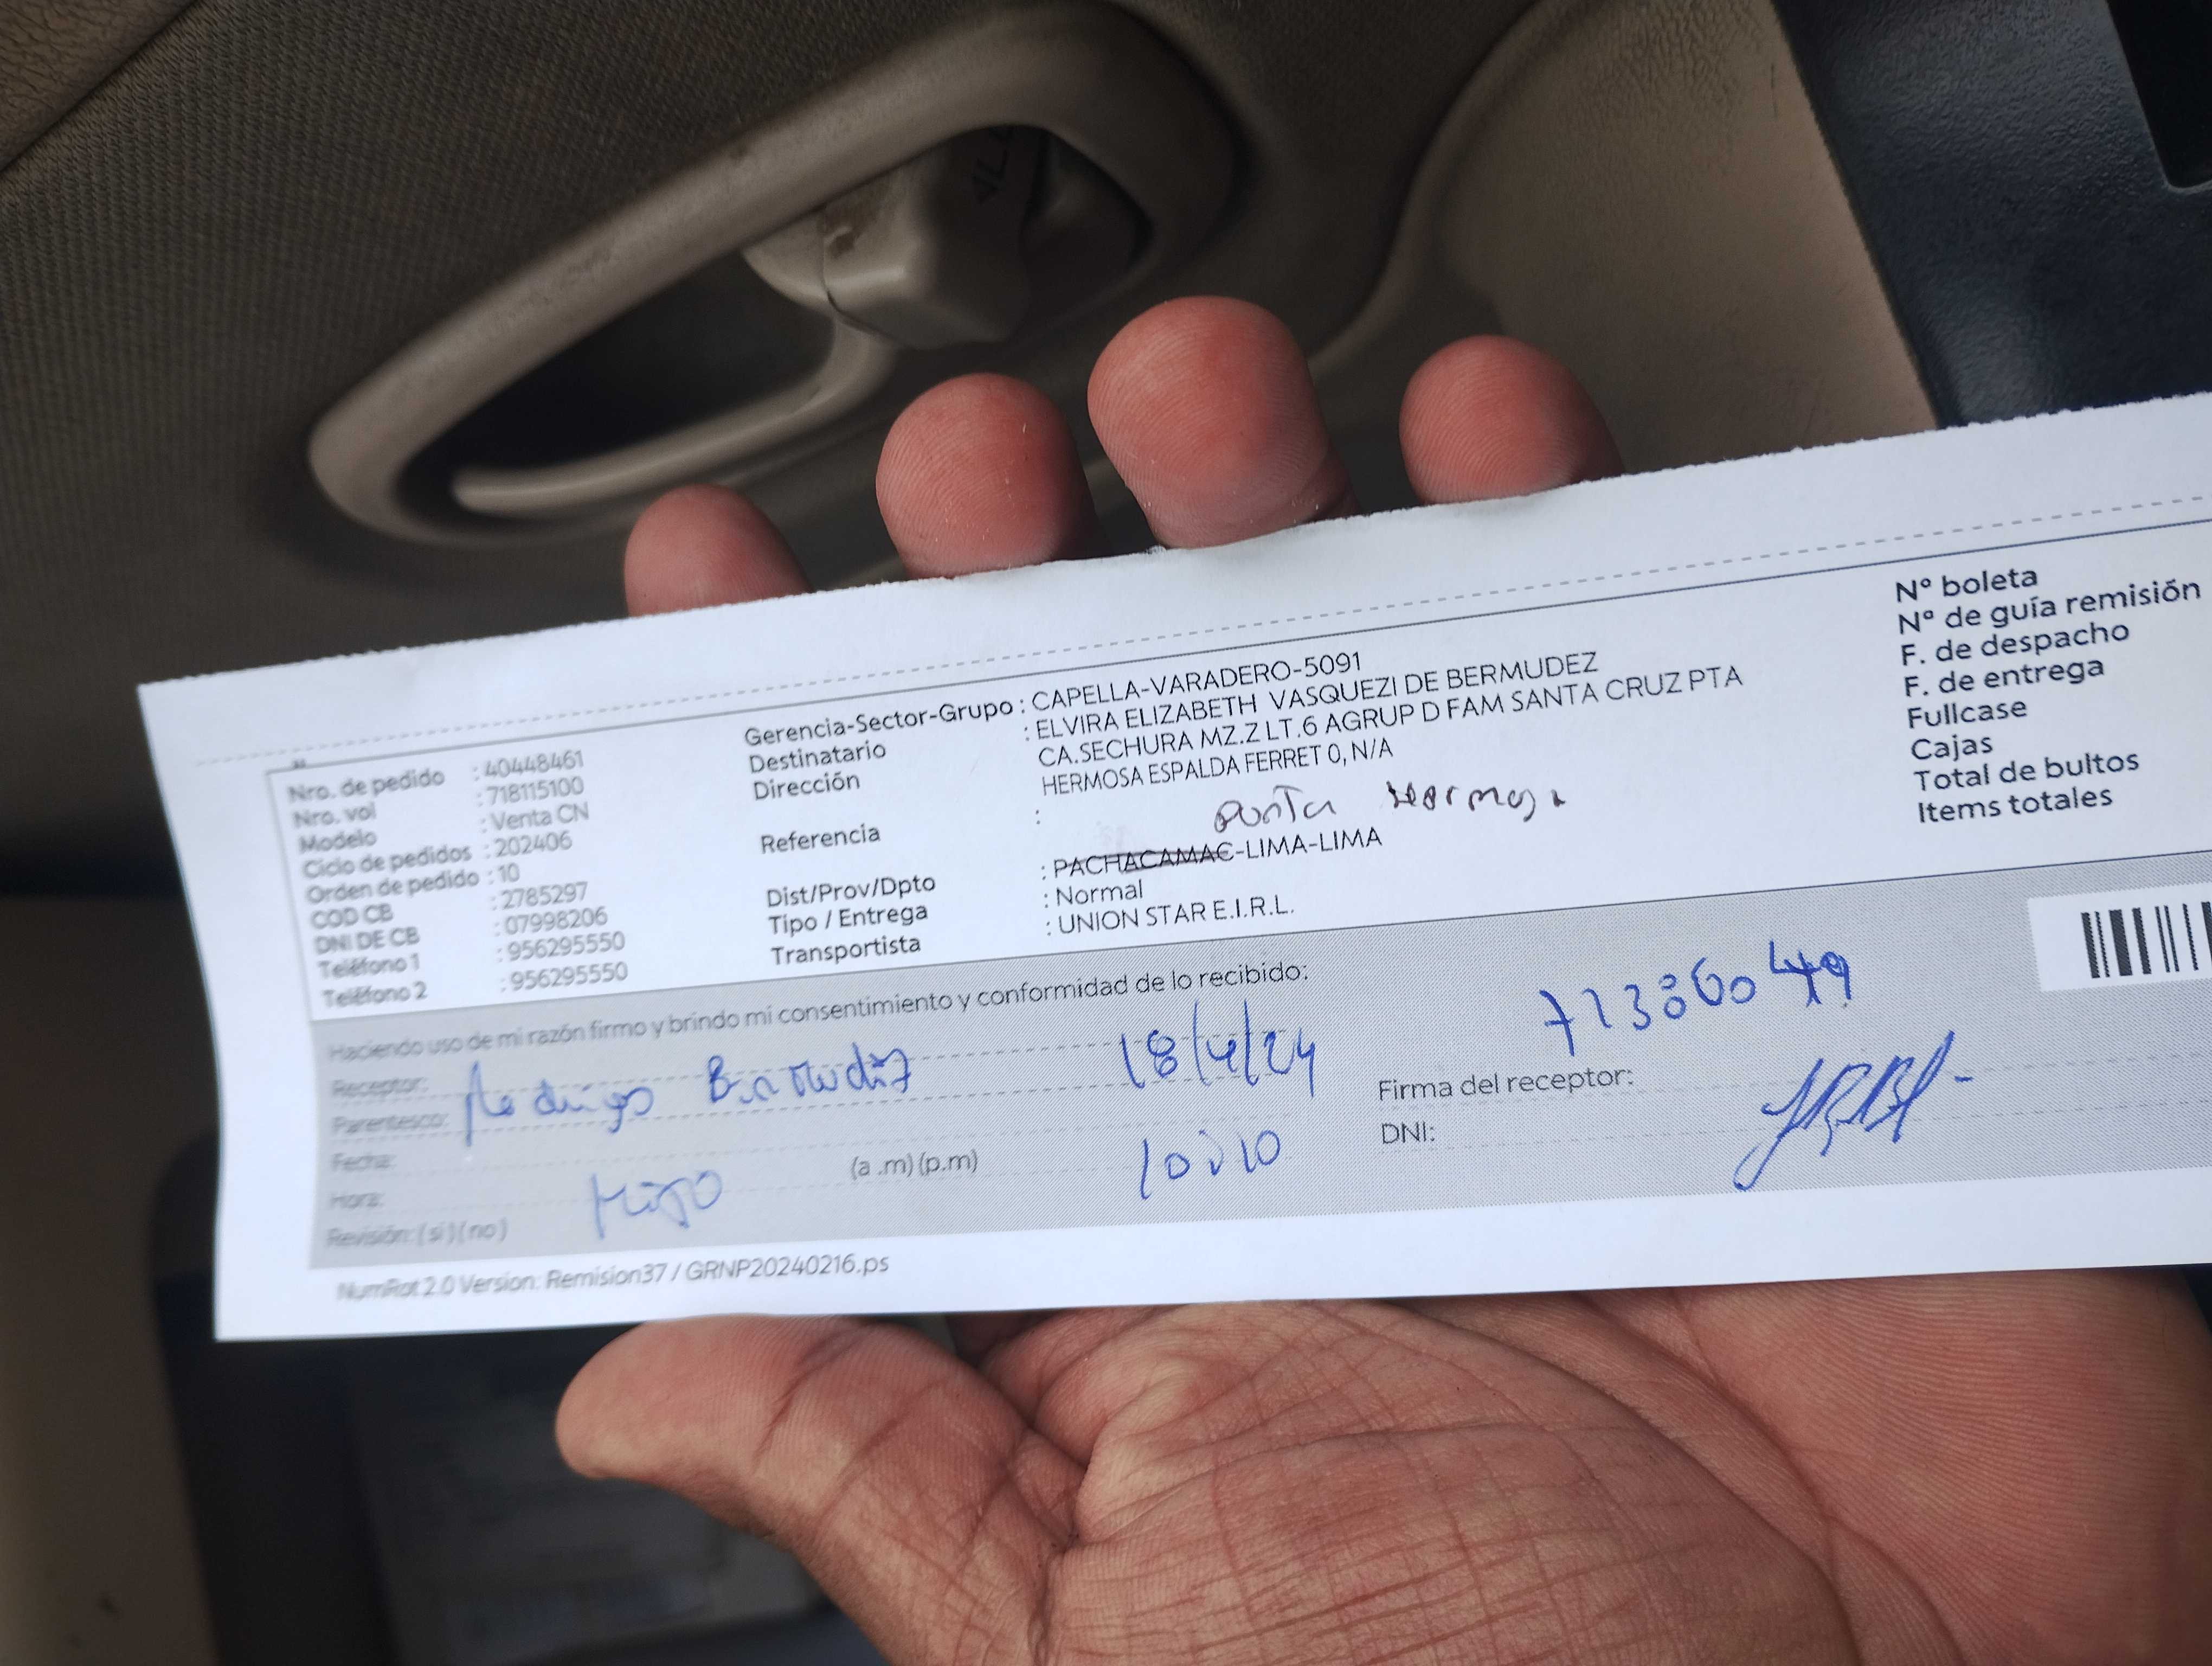 Nro. de pedido : 40448461
Nro. vol : 718115100
Modelo : Venta CN
Ciclo de pedidos : 202406
Orden de pedido : 10
COD CB : 2785297
DNI DE CB : 07998206
Teléfono 1 : 956295550
Teléfono 2 : 956295550
Gerencia-Sector-Grupo : CAPELLA-VARADERO-5091
Destinatario : ELVIRA ELIZABETH VASQUEZI DE BERMUDEZ
Dirección CA.SECHURA MZ.Z LT.6 AGRUP D FAM SANTA CRUZ PTA
HERMOSA ESPALDA FERRET 0, N/A
Referencia :
Punta Hermosa
Dist/Prov/Dpto : PACHACAMAC-LIMA-LIMA
Tipo / Entrega : Normal
Transportista : UNION STAR E.I.R.L.
N° boleta
N° de guía remisión
F. de despacho
F. de entrega
Fullcase
Cajas
Total de bultos
Items totales
Haciendo uso de mi razón firmo y brindo mi consentimiento y conformidad de lo recibido:
Receptor: Rodrigo Bermudez
Parentesco:
Fecha: 18/4/24
Hora: (a .m) (p.m) 10:10
Revisión: ( si ) ( no ) Hijo
Firma del receptor:
DNI:
NumRot 2.0 Version: Remision37 / GRNP20240216.ps